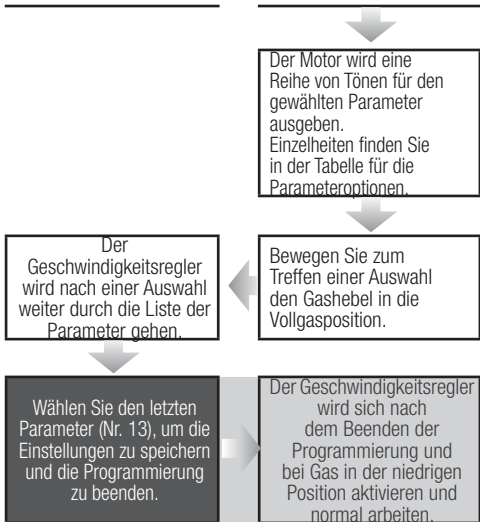 Der Motor wird eine
Reihe von Tönen für den
gewählten Parameter
ausgeben.
Einzelheiten finden Sie
in der Tabelle für die
Parameteroptionen.
Bewegen Sie zum
Treffen einer Auswahl
den Gashebel in die
Vollgasposition.
Der
Geschwindigkeitsregler
wird nach einer Auswahl
weiter durch die Liste der
Parameter gehen.
Wählen Sie den letzten
Parameter (Nr. 13), um die
Einstellungen zu speichern
und die Programmierung
zu beenden.
Der Geschwindigkeitsregler
wird sich nach
dem Beenden der
Programmierung und
bei Gas in der niedrigen
Position aktivieren und
normal arbeiten.